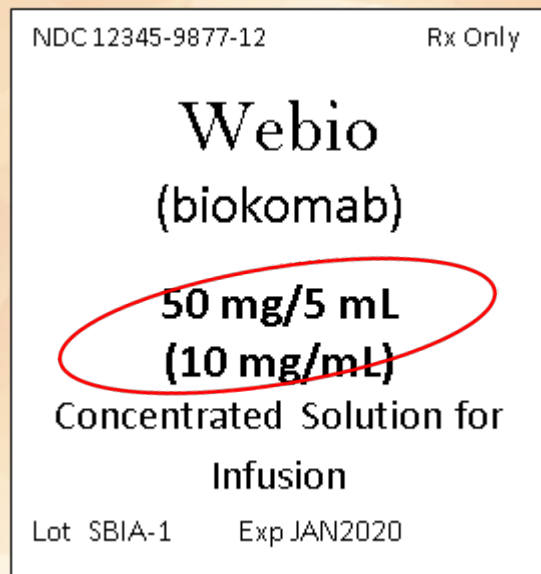 NDC 12345-9877-12 Rx Only
Webio
(biokomab)
50 mg/5 mL
(10 mg/mL)
Concentrated Solution for
Infusion
Lot SBIA-1 Exp JAN2020